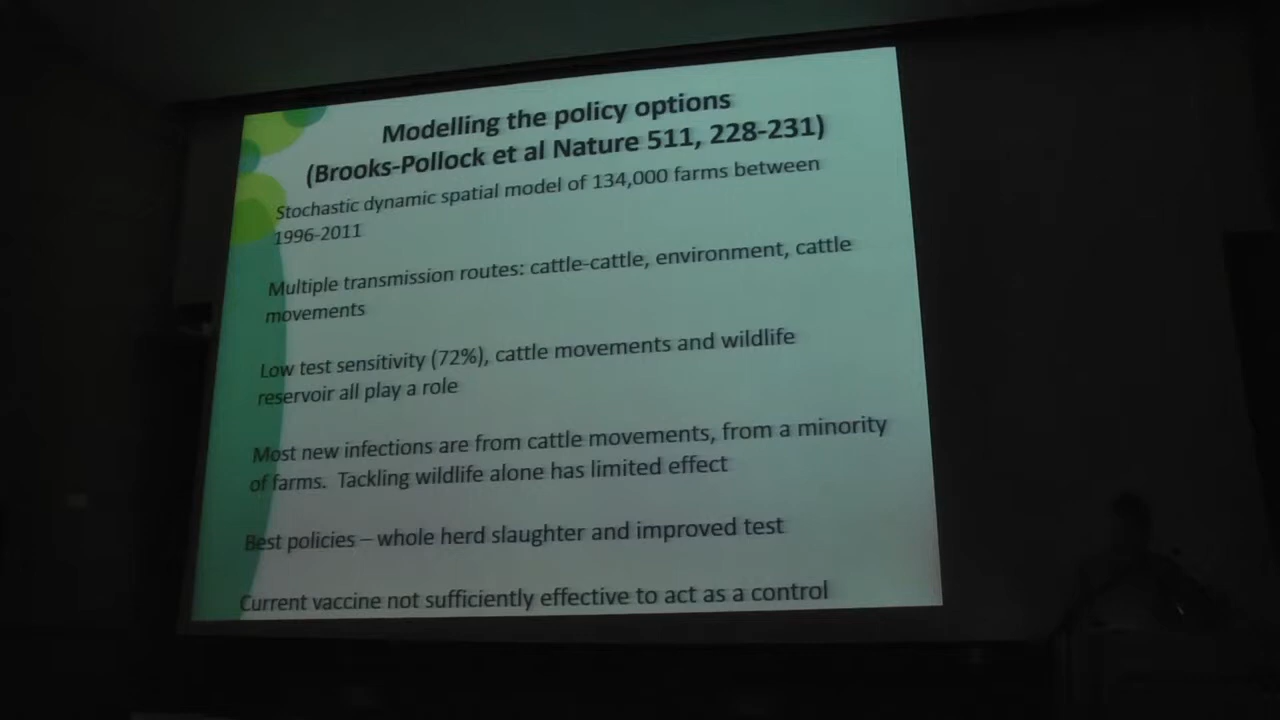 Modelling the policy options
(Brooks-Pollock et al Nature 511, 228-231)
Stochastic dynamic spatial model of 134,000 farms between
1996-2011
Multiple transmission routes: cattle-cattle, environment, cattle
movements
Low test sensitivity (72%), cattle movements and wildlife
reservoir all play a role
Most new infections are from cattle movements, from a minority
of farms. Tackling wildlife alone has limited effect
Best policies – whole herd slaughter and improved test
Current vaccine not sufficiently effective to act as a control